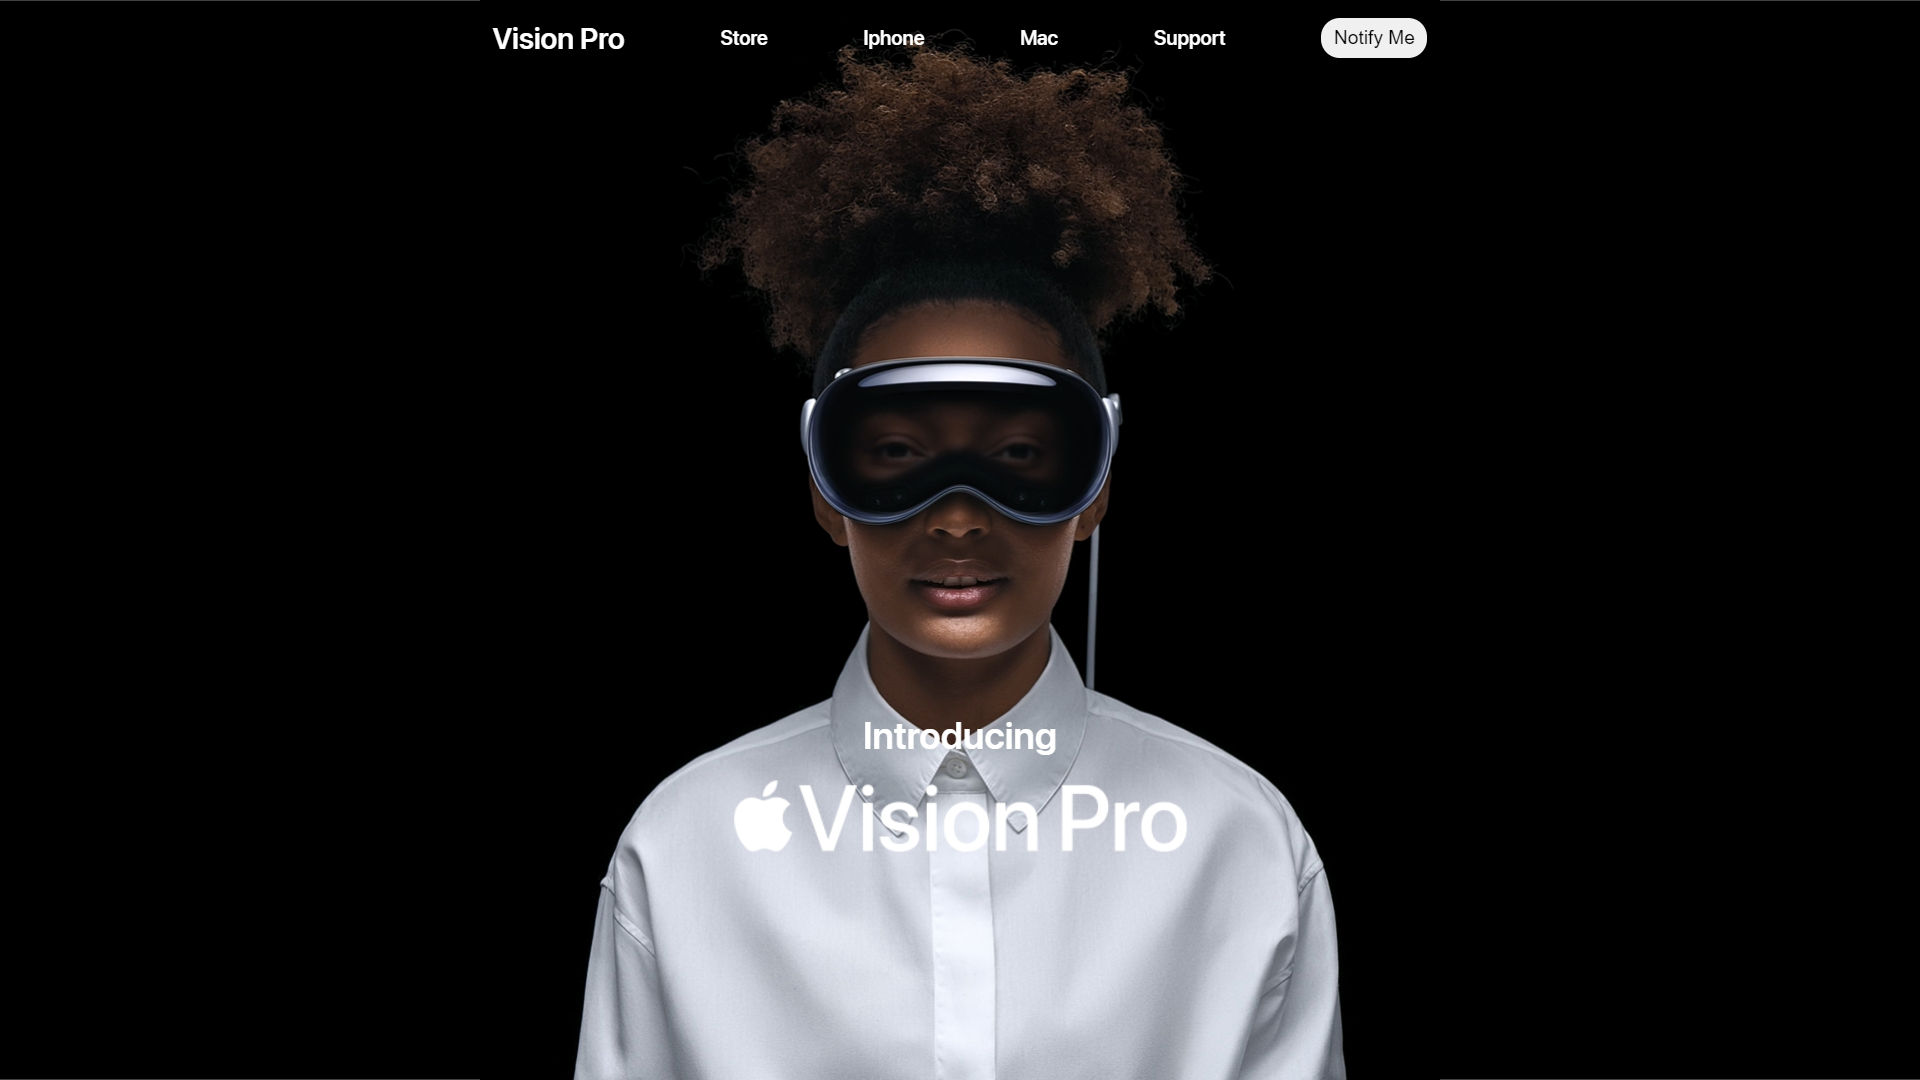 Vision Pro
Store
Iphone
Mac
Support
Notify Me
Introducing
Vision Pro